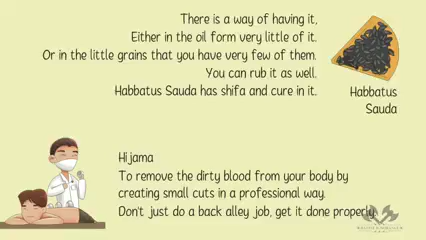 There is a way of having it,
Either in the oil form very little of it.
Or in the little grains that you have very few of them.
You can rub it as well.
Habbatus Sauda has shifa and cure in it.
Habbatus
Sauda
Hijama
To remove the dirty blood from your body by
creating small cuts in a professional way.
Don't just do a back alley job, get it done properly.